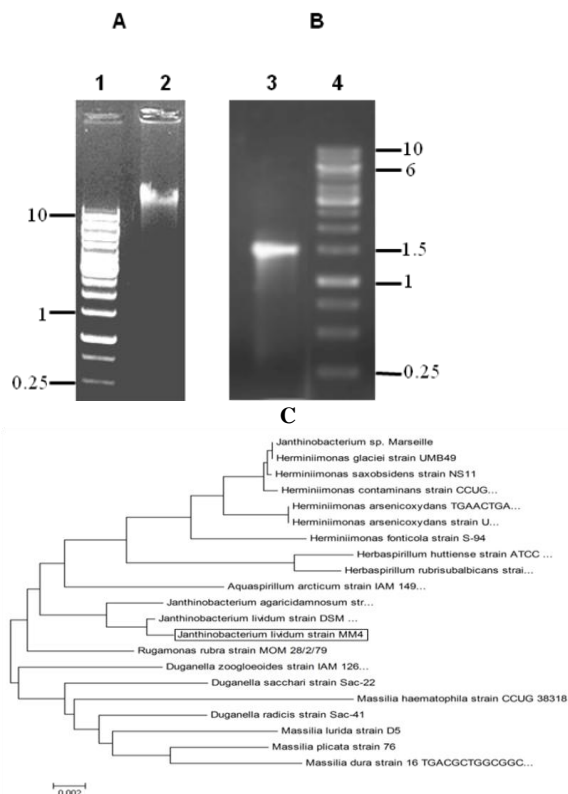 A
B
1 2
3 4
10
1
0.25
10
6
1.5
1
0.25
C
Janthinobacterium sp. Marseille
Herminiimonas glaciei strain UMB49
Herminiimonas saxobsidens strain NS11
Herminiimonas contaminans strain CCUG...
Herminiimonas arsenicoxydans TGAACTGA...
Herminiimonas arsenicoxydans strain U...
Herminiimonas fonticola strain S-94
Herbaspirillum huttiense strain ATCC ...
Herbaspirillum rubrisubalbicans strai...
Aquaspirillum arcticum strain IAM 149...
Janthinobacterium agaricidamnosum str...
Janthinobacterium lividum strain DSM ...
Janthinobacterium lividum strain MM4
Rugamonas rubra strain MOM 28/2/79
Duganella zoogloeoides strain IAM 126...
Duganella sacchari strain Sac-22
Massilia haematophila strain CCUG 38318
Duganella radicis strain Sac-41
Massilia lurida strain D5
Massilia plicata strain 76
Massilia dura strain 16 TGACGCTGGCGGC...
0.002